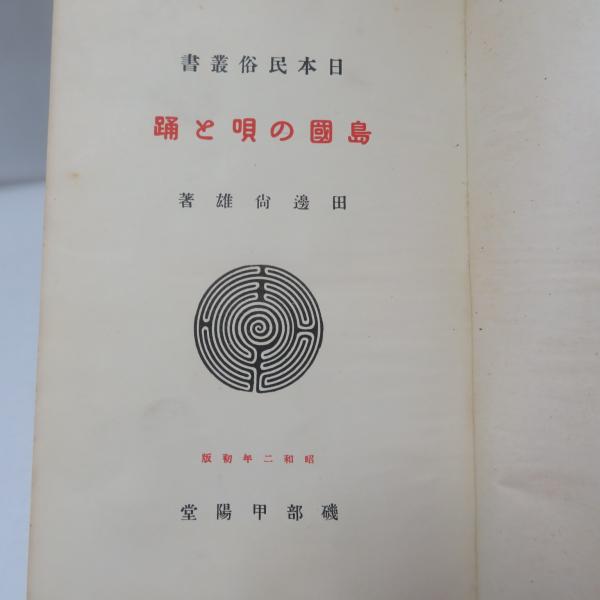 日本民俗叢書
島國の唄と踊
田邊尙雄著
昭和二年初版
磯部甲陽堂